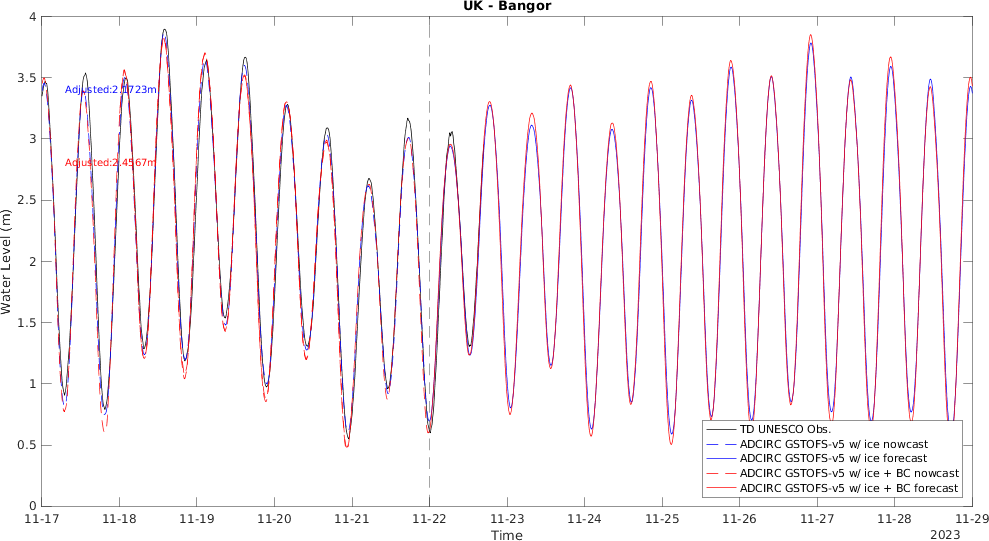 UK - Bangor
4
3.5
3
2.5
2
1.5
1
0.5
0
Water Level (m)
Adjusted:2.1723m
Adjusted:2.4567m
TD UNESCO Obs.
ADCIRC GSTOFS-v5 w/ ice nowcast
ADCIRC GSTOFS-v5 w/ ice forecast
ADCIRC GSTOFS-v5 w/ ice + BC nowcast
ADCIRC GSTOFS-v5 w/ ice + BC forecast
11-17 11-18 11-19 11-20 11-21 11-22 11-23 11-24 11-25 11-26 11-27 11-28 11-29
Time
2023